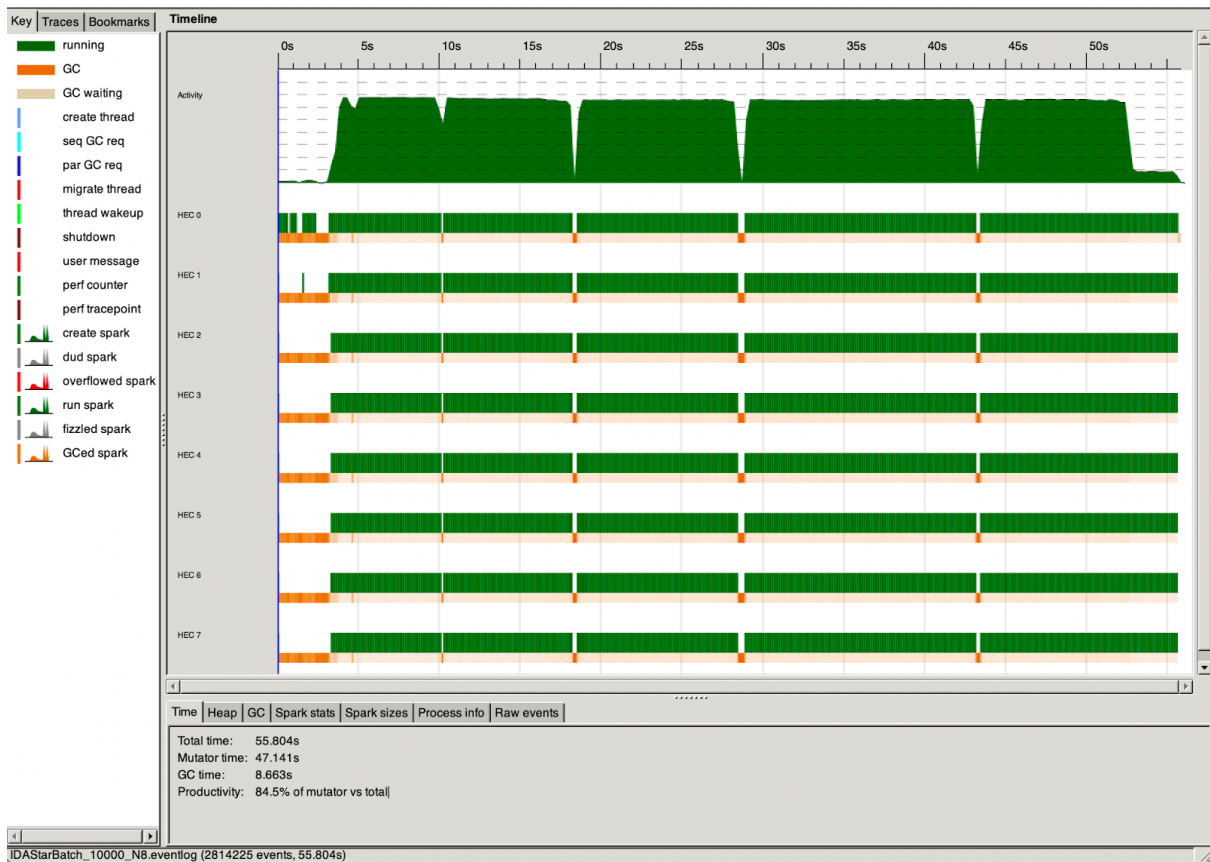 Key Traces Bookmarks
running
GC
GC waiting
create thread
seq GC req
par GC req
migrate thread
thread wakeup
shutdown
user message
perf counter
perf tracepoint
create spark
dud spark
overflowed spark
run spark
fizzled spark
GCed spark
Timeline
0s 5s 10s 15s 20s 25s 30s 35s 40s 45s 50s
Activity
HEC 0
HEC 1
HEC 2
HEC 3
HEC 4
HEC 5
HEC 6
HEC 7
Time Heap GC Spark stats Spark sizes Process info Raw events
Total time: 55.804s
Mutator time: 47.141s
GC time: 8.663s
Productivity: 84.5% of mutator vs total
IDAStarBatch_10000_N8.eventlog (2814225 events, 55.804s)